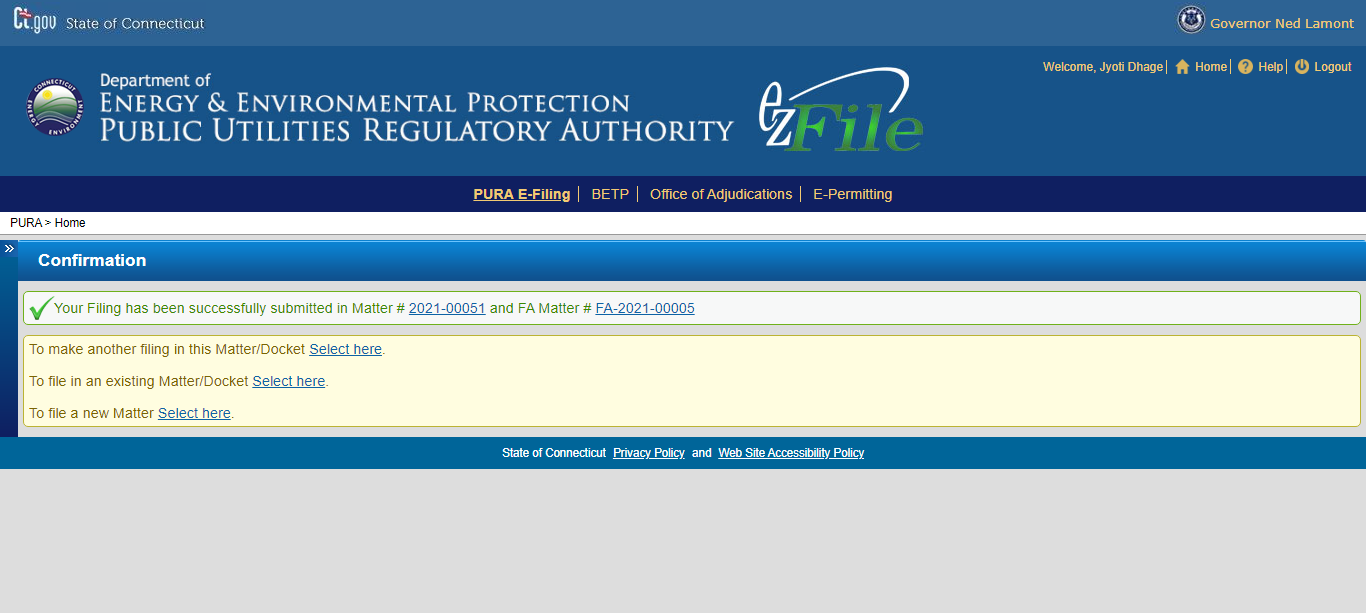 Ct.gov State of Connecticut
Governor Ned Lamont
Welcome, Jyoti Dhage | Home | Help | Logout
CONNECTICUT
ENERGY ENVIRONMENT
Department of
ENERGY & ENVIRONMENTAL PROTECTION
PUBLIC UTILITIES REGULATORY AUTHORITY
ezFile
PURA E-Filing | BETP | Office of Adjudications | E-Permitting
PURA > Home
»
Confirmation
Your Filing has been successfully submitted in Matter # 2021-00051 and FA Matter # FA-2021-00005
To make another filing in this Matter/Docket Select here.
To file in an existing Matter/Docket Select here.
To file a new Matter Select here.
State of Connecticut Privacy Policy and Web Site Accessibility Policy